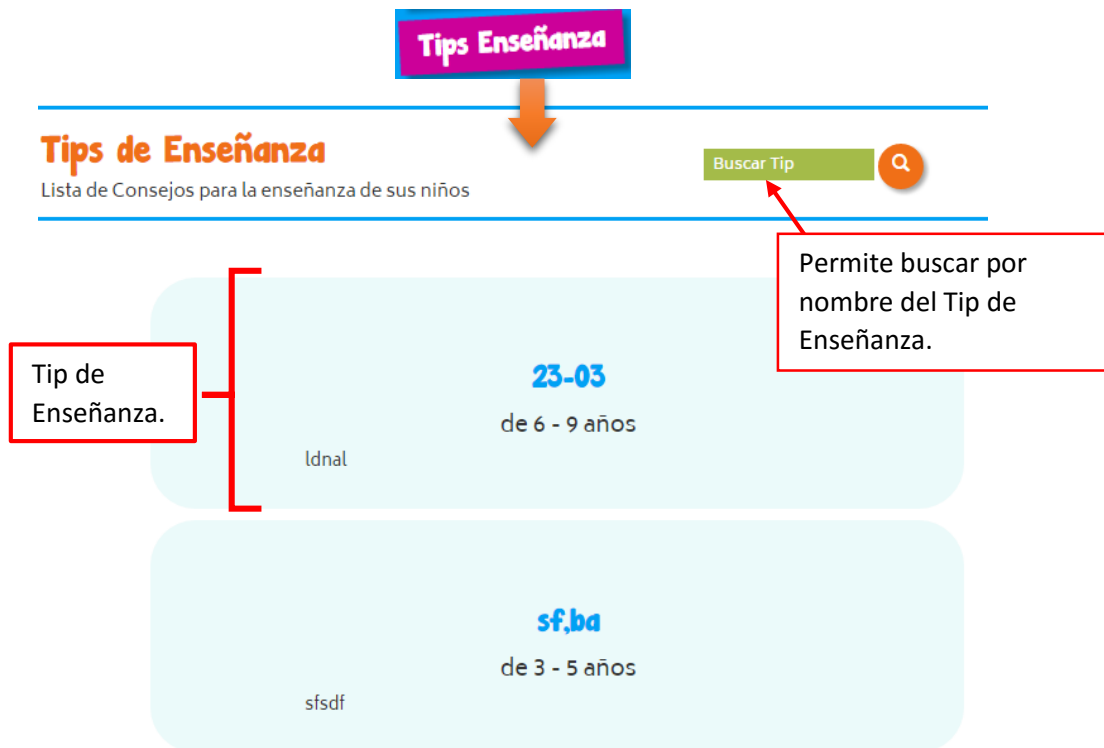 Tips Enseñanza
Tips de Enseñanza
Lista de Consejos para la enseñanza de sus niños
Buscar Tip
Permite buscar por
nombre del Tip de
Enseñanza.
Tip de
Enseñanza.
23-03
de 6 - 9 años
ldnal
sf,ba
de 3 - 5 años
sfsdf